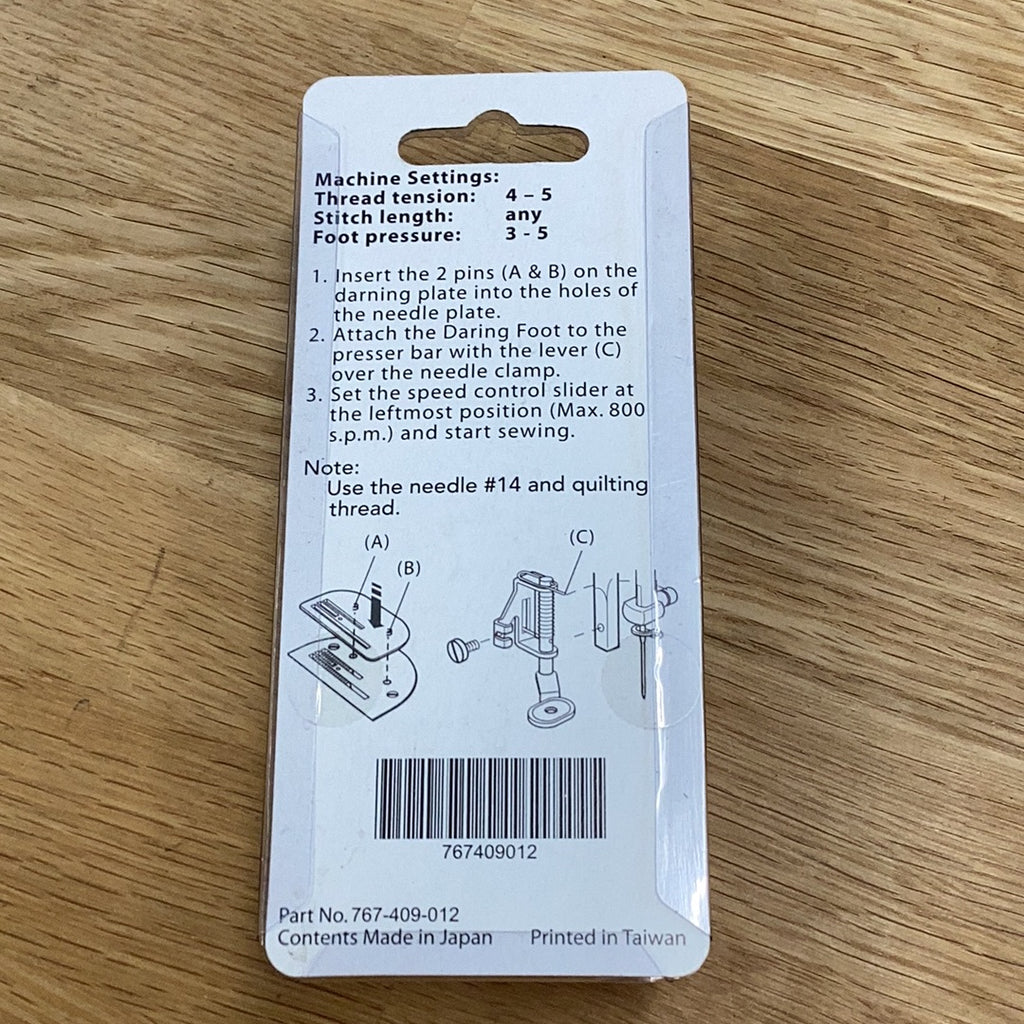 Machine Settings:
Thread tension: 4 – 5
Stitch length: any
Foot pressure: 3 - 5
1. Insert the 2 pins (A & B) on the
darning plate into the holes of
the needle plate.
2. Attach the Daring Foot to the
presser bar with the lever (C)
over the needle clamp.
3. Set the speed control slider at
the leftmost position (Max. 800
s.p.m.) and start sewing.
Note:
Use the needle #14 and quilting
thread.
(A)
(B)
(C)
767409012
Part No. 767-409-012
Contents Made in Japan Printed in Taiwan